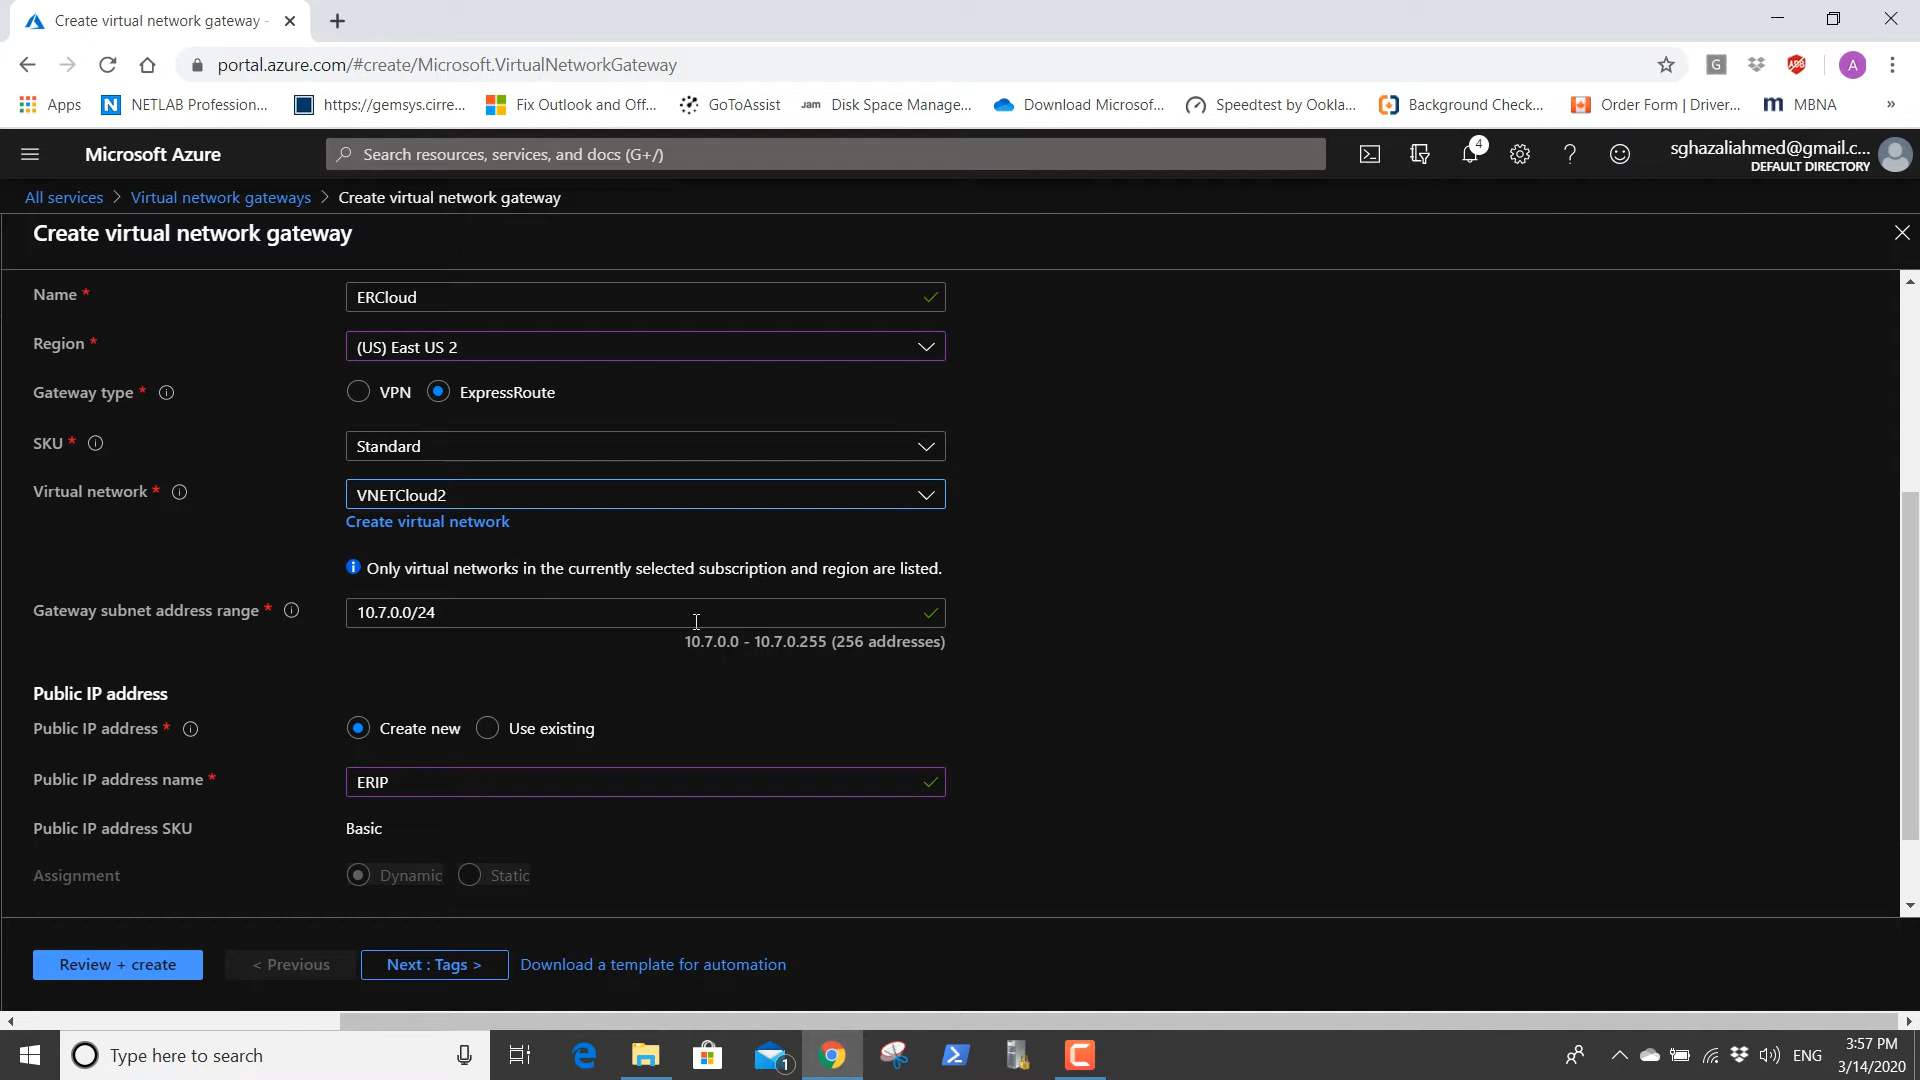 Create virtual network gateway -
portal.azure.com/#create/Microsoft.VirtualNetworkGateway
G
ABP
A
Apps
N
NETLAB Profession...
https://gemsys.cirre...
Fix Outlook and Off...
GoToAssist
Jam
Disk Space Manage...
Download Microsof...
Speedtest by Ookla...
Background Check...
Order Form | Driver...
m
MBNA
»
Microsoft Azure
Search resources, services, and docs (G+/)
4
sghazaliahmed@gmail.c...
DEFAULT DIRECTORY
All services > Virtual network gateways > Create virtual network gateway
Create virtual network gateway
Name *
ERCloud
Region *
(US) East US 2
Gateway type *
VPN
ExpressRoute
SKU *
Standard
Virtual network *
VNETCloud2
Create virtual network
Only virtual networks in the currently selected subscription and region are listed.
Gateway subnet address range *
10.7.0.0/24
10.7.0.0 - 10.7.0.255 (256 addresses)
Public IP address
Public IP address *
Create new
Use existing
Public IP address name *
ERIP
Public IP address SKU
Basic
Assignment
Dynamic
Static
Review + create
< Previous
Next : Tags >
Download a template for automation
Type here to search
1
ENG
3:57 PM
3/14/2020